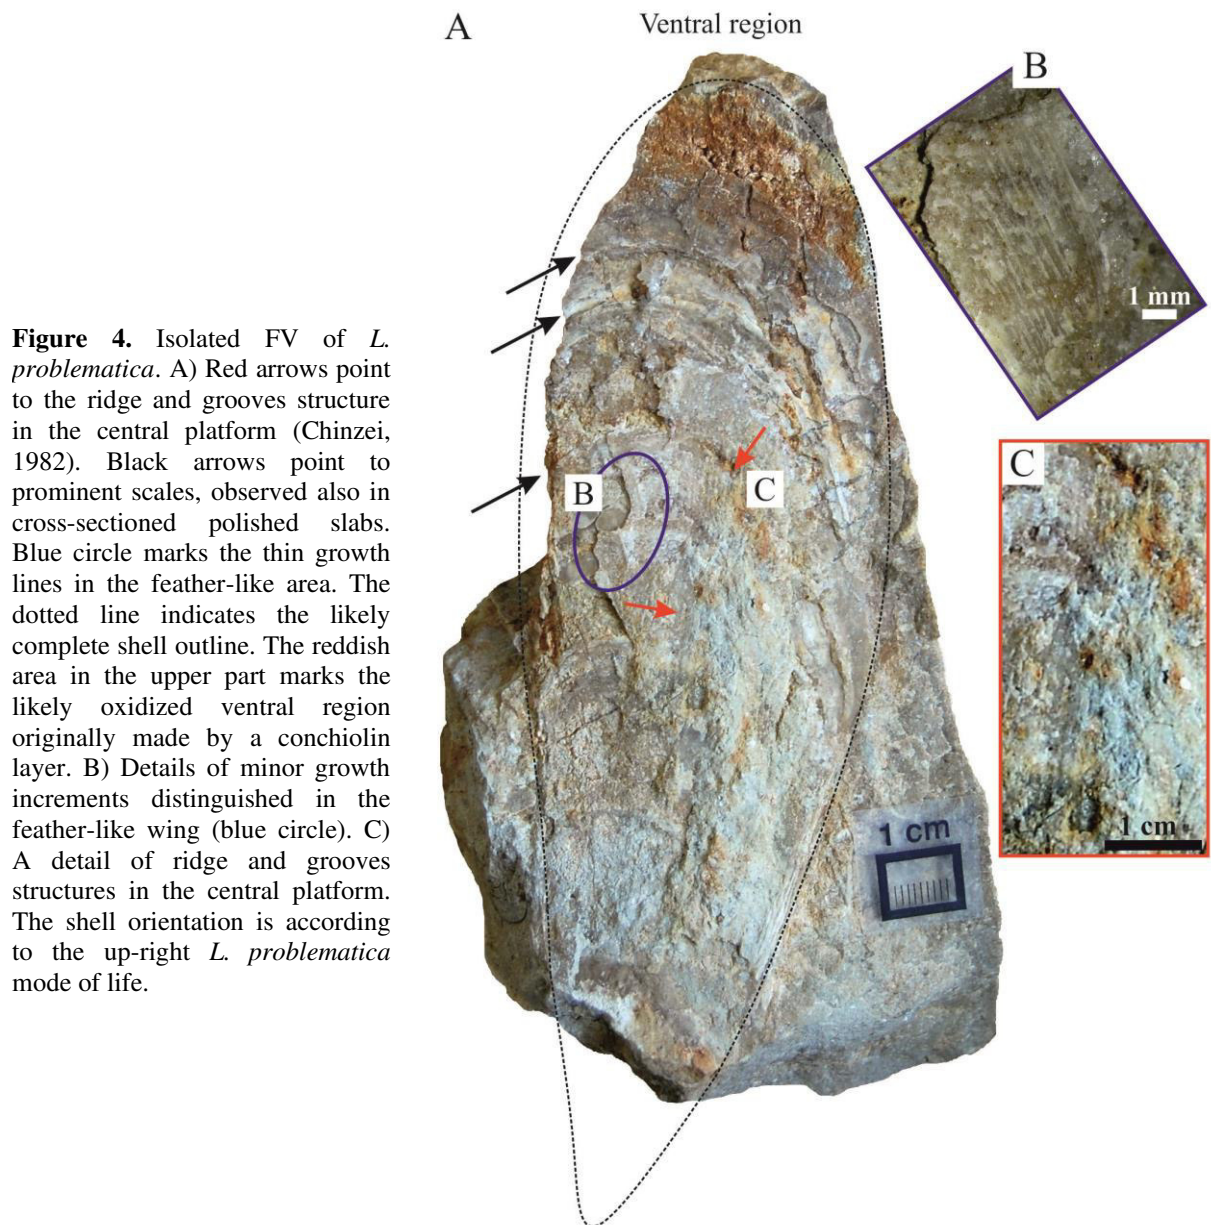 A
Ventral region
B
1 mm
Figure 4. Isolated FV of L.
problematica. A) Red arrows point
to the ridge and grooves structure
in the central platform (Chinzei,
1982). Black arrows point to
prominent scales, observed also in
cross-sectioned polished slabs.
Blue circle marks the thin growth
lines in the feather-like area. The
dotted line indicates the likely
complete shell outline. The reddish
area in the upper part marks the
likely oxidized ventral region
originally made by a conchiolin
layer. B) Details of minor growth
increments distinguished in the
feather-like wing (blue circle). C)
A detail of ridge and grooves
structures in the central platform.
The shell orientation is according
to the up-right L. problematica
mode of life.
B
C
C
1 cm
1 cm